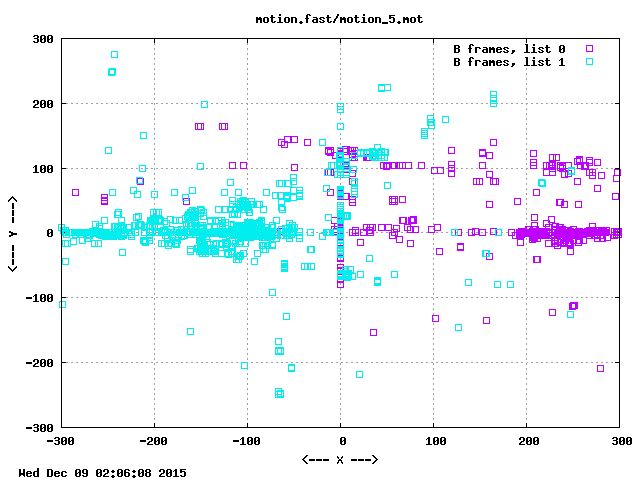 motion.fast/motion_5.mot
B frames, list 0
B frames, list 1
300
200
100
0
-100
-200
-300
<--- Y --->
-300 -200 -100 0 100 200 300
<--- X --->
Wed Dec 09 02:06:08 2015